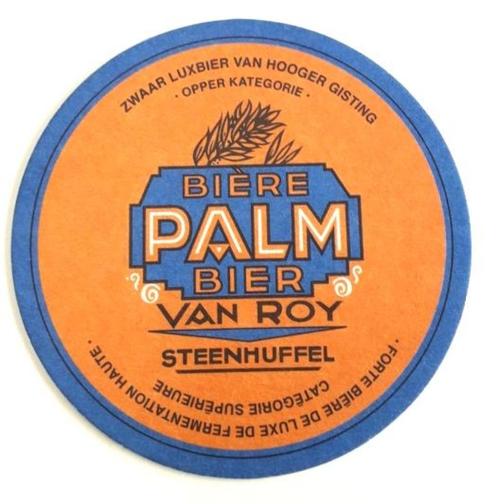 ZWAAR LUXBIER VAN HOOGER GISTING
· OPPER KATEGORIE ·
BIÈRE
PALM
BIER
VAN ROY
STEENHUFFEL
CATÉGORIE SUPÉRIEURE
· FORTE BIÈRE DE LUXE DE FERMENTATION HAUTE ·